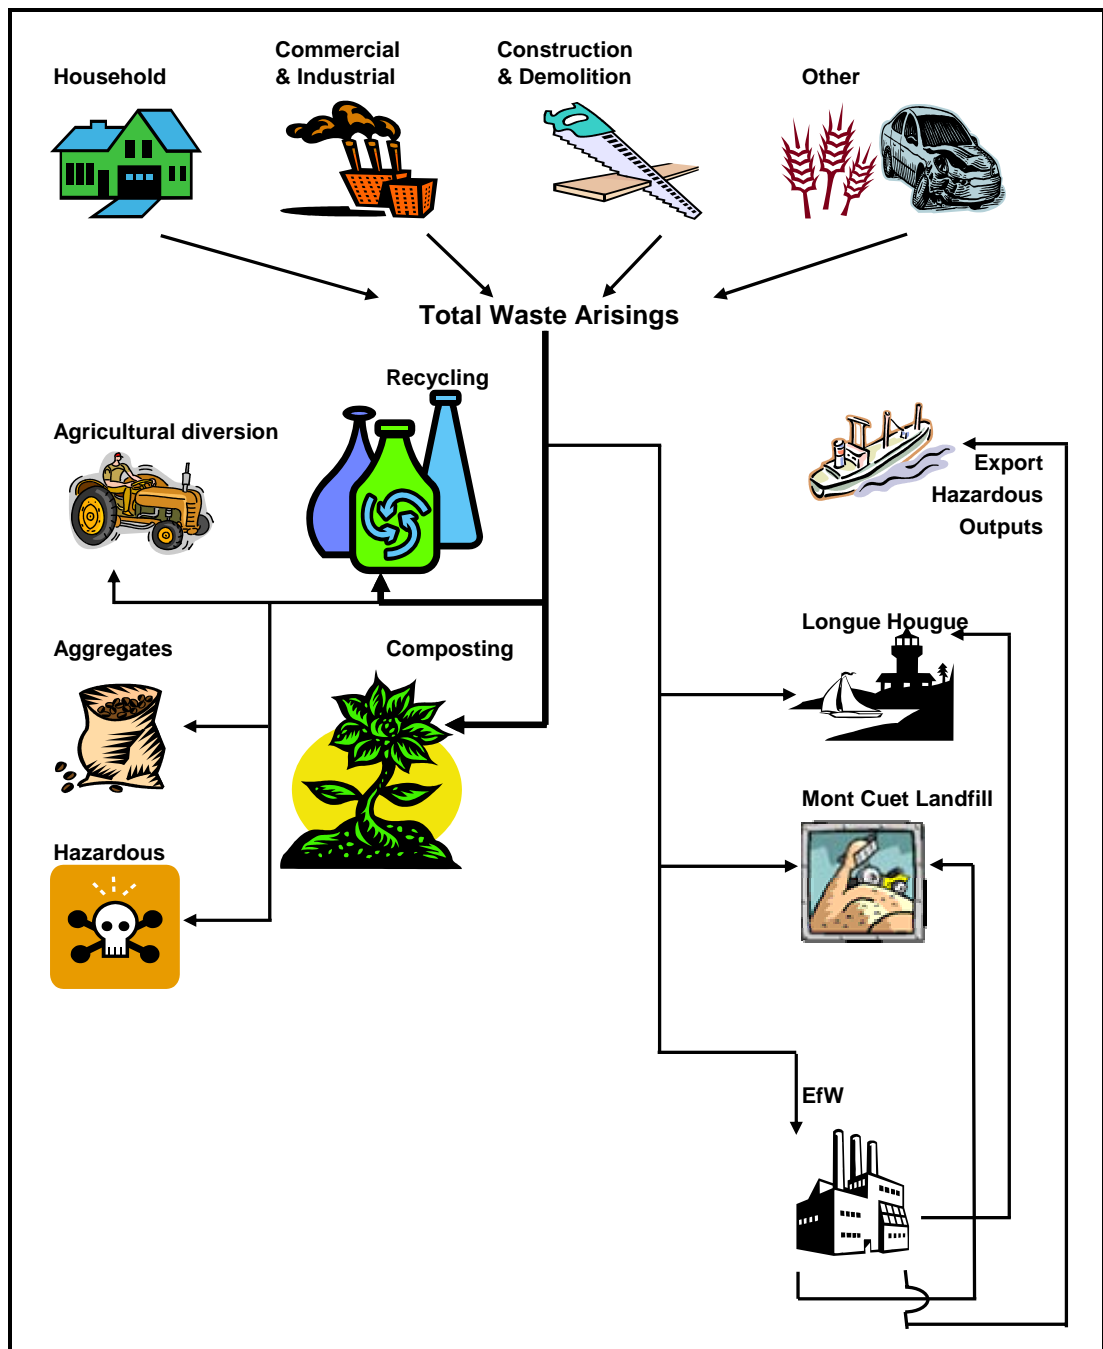 Household
Commercial
& Industrial
Construction
& Demolition
Other
Total Waste Arisings
Recycling
Agricultural diversion
Export
Hazardous
Outputs
Longue Hougue
Aggregates
Composting
Mont Cuet Landfill
Hazardous
EfW